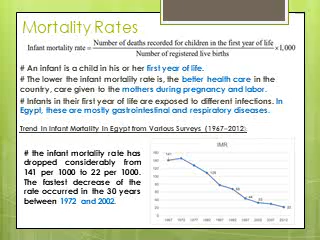 Mortality Rates
Infant mortality rate = Number of deaths recorded for children in the first year of life / Number of registered live births ×1,000
# An infant is a child in his or her first year of life.
# The lower the infant mortality rate is, the better health care in the
country, care given to the mothers during pregnancy and labor.
# Infants in their first year of life are exposed to different infections. In
Egypt, these are mostly gastrointestinal and respiratory diseases.
Trend In Infant Mortality In Egypt from Various Surveys (1967–2012):
# the infant mortality rate has
dropped considerably from
141 per 1000 to 22 per 1000.
The fastest decrease of the
rate occurred in the 30 years
between 1972 and 2002.
IMR
141